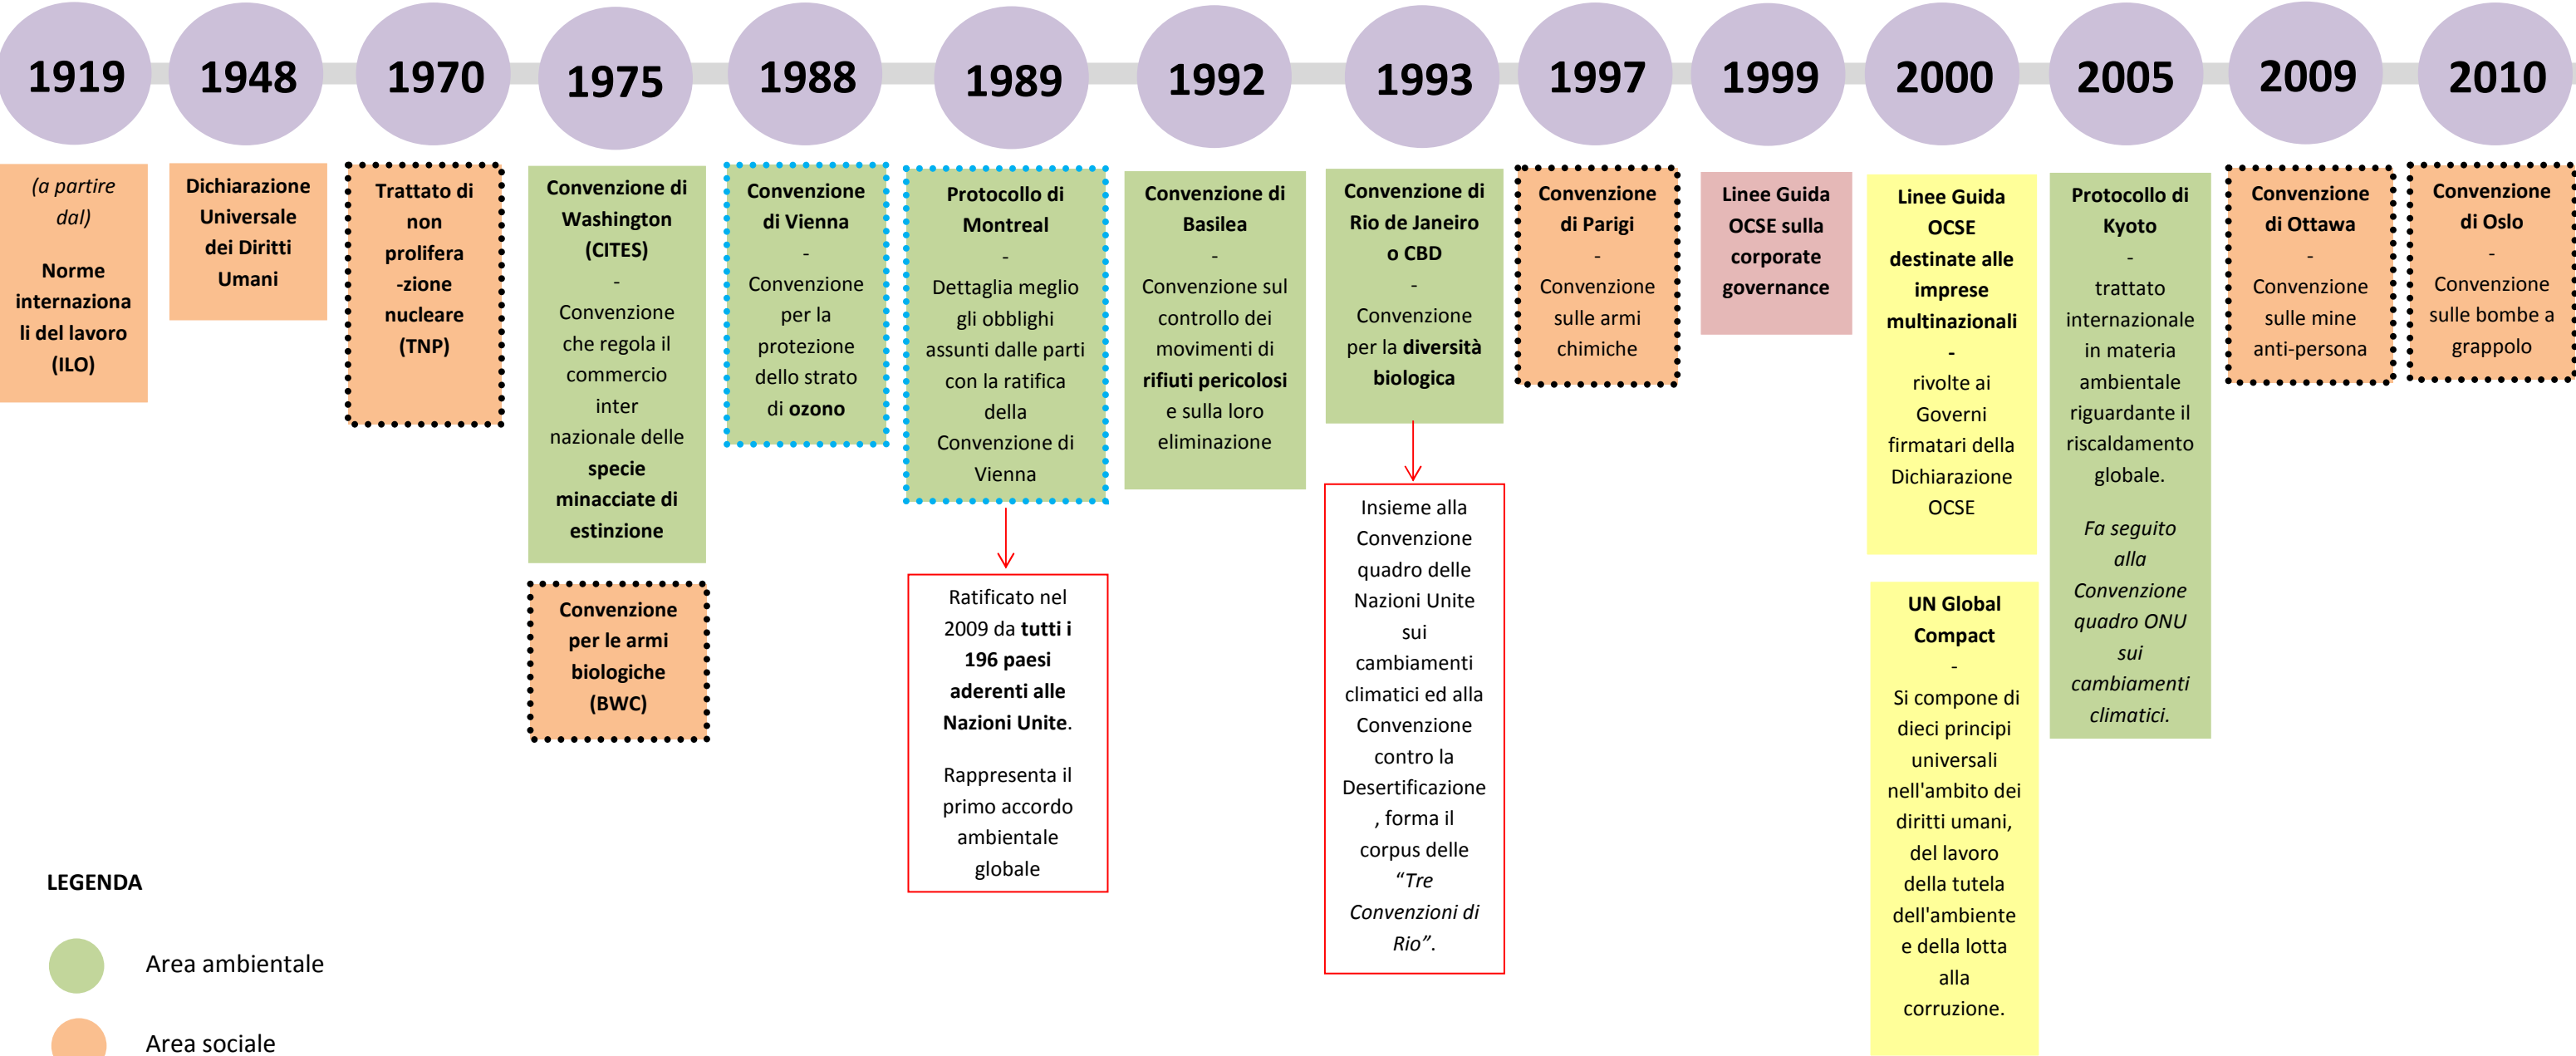 1919
1948
1970
1975
1988
1989
1992
1993
1997
1999
2000
2005
2009
2010
(a partire
dal)
Norme
internaziona
li del lavoro
(ILO)
Dichiarazione
Universale
dei Diritti
Umani
Trattato di
non
prolifera
-zione
nucleare
(TNP)
Convenzione di
Washington
(CITES)
-
Convenzione
che regola il
commercio
inter
nazionale delle
specie
minacciate di
estinzione
Convenzione
per le armi
biologiche
(BWC)
Convenzione
di Vienna
-
Convenzione
per la
protezione
dello strato
di ozono
Protocollo di
Montreal
-
Dettaglia meglio
gli obblighi
assunti dalle parti
con la ratifica
della
Convenzione di
Vienna
Ratificato nel
2009 da tutti i
196 paesi
aderenti alle
Nazioni Unite.
Rappresenta il
primo accordo
ambientale
globale
Convenzione di
Basilea
-
Convenzione sul
controllo dei
movimenti di
rifiuti pericolosi
e sulla loro
eliminazione
Convenzione di
Rio de Janeiro
o CBD
-
Convenzione
per la diversità
biologica
Insieme alla
Convenzione
quadro delle
Nazioni Unite
sui
cambiamenti
climatici ed alla
Convenzione
contro la
Desertificazione
, forma il
corpus delle
“Tre
Convenzioni di
Rio”.
Convenzione
di Parigi
-
Convenzione
sulle armi
chimiche
Linee Guida
OCSE sulla
corporate
governance
Linee Guida
OCSE
destinate alle
imprese
multinazionali
-
rivolte ai
Governi
firmatari della
Dichiarazione
OCSE
UN Global
Compact
-
Si compone di
dieci principi
universali
nell'ambito dei
diritti umani,
del lavoro
della tutela
dell'ambiente
e della lotta
alla
corruzione.
Protocollo di
Kyoto
-
trattato
internazionale
in materia
ambientale
riguardante il
riscaldamento
globale.
Fa seguito
alla
Convenzione
quadro ONU
sui
cambiamenti
climatici.
Convenzione
di Ottawa
-
Convenzione
sulle mine
anti-persona
Convenzione
di Oslo
-
Convenzione
sulle bombe a
grappolo
LEGENDA
Area ambientale
Area sociale